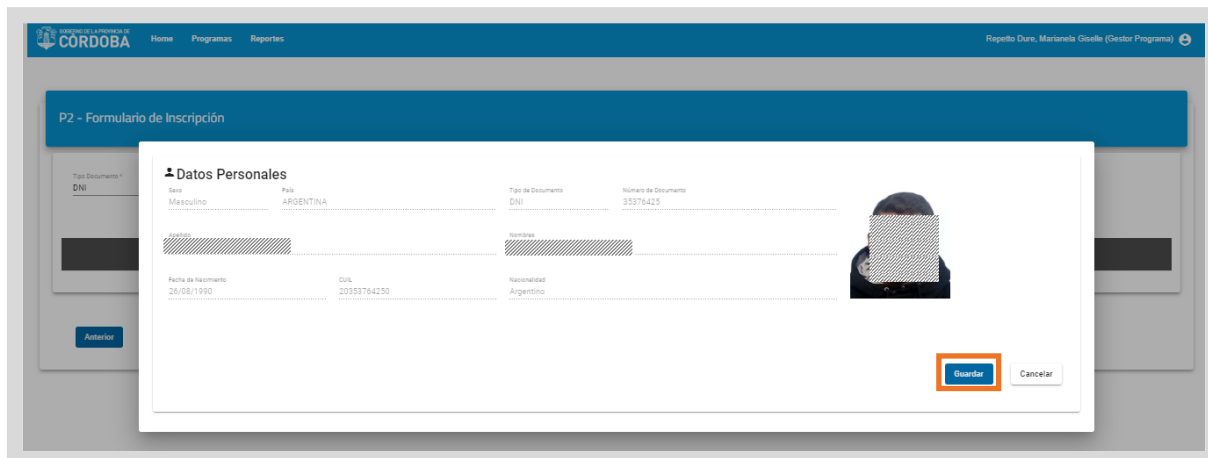 GOBIERNO DE LA PROVINCIA DE
CÓRDOBA
Home Programas Reportes
Repetto Dure, Marianela Giselle (Gestor Programa)
P2 - Formulario de Inscripción
Tipo Documento *
DNI
Datos Personales
Sexo País Tipo de Documento Número de Documento
Masculino ARGENTINA DNI 35376425
Apellido Nombres
Fecha de Nacimiento CUIL Nacionalidad
26/08/1990 20353764250 Argentino
Anterior
Guardar Cancelar